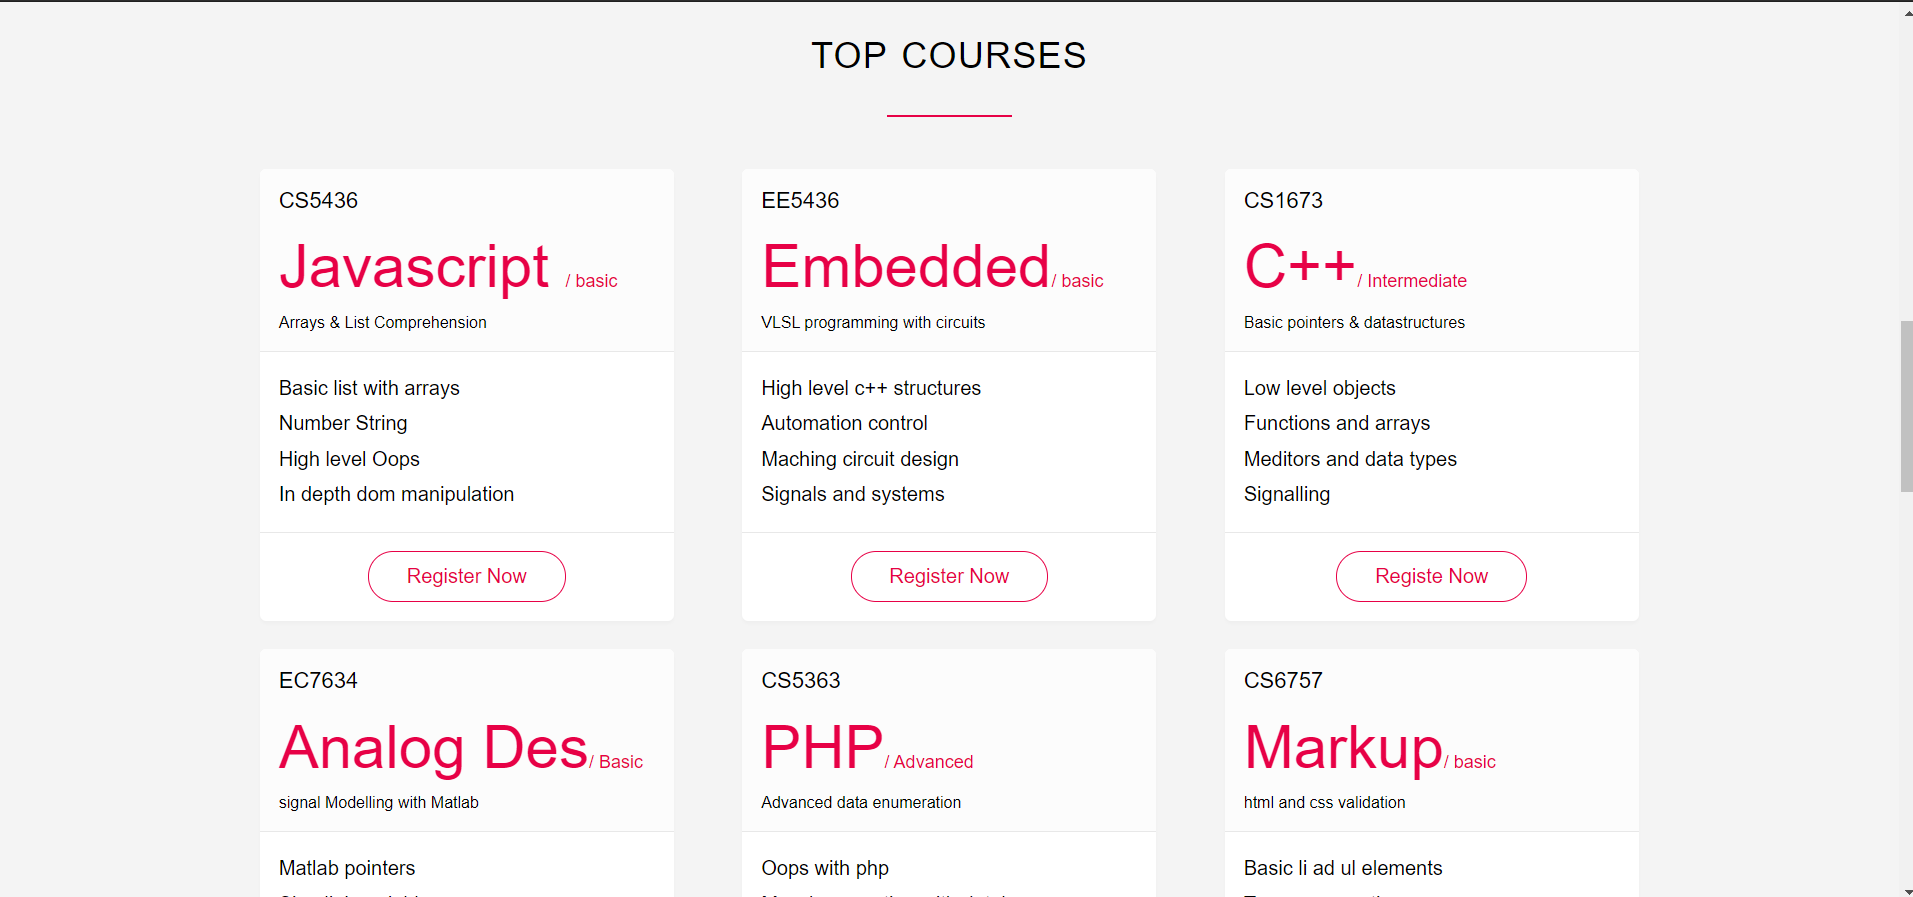 TOP COURSES
CS5436
Javascript / basic
Arrays & List Comprehension
Basic list with arrays
Number String
High level Oops
In depth dom manipulation
Register Now
EE5436
Embedded/ basic
VLSL programming with circuits
High level c++ structures
Automation control
Maching circuit design
Signals and systems
Register Now
CS1673
C++/ Intermediate
Basic pointers & datastructures
Low level objects
Functions and arrays
Meditors and data types
Signalling
Registe Now
EC7634
Analog Des/ Basic
signal Modelling with Matlab
Matlab pointers
CS5363
PHP/ Advanced
Advanced data enumeration
Oops with php
CS6757
Markup/ basic
html and css validation
Basic li ad ul elements